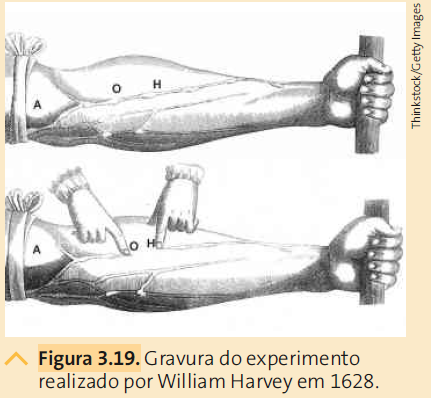 Thinkstock/Getty Images
A
O
H
A
O
H
Figura 3.19. Gravura do experimento
realizado por William Harvey em 1628.